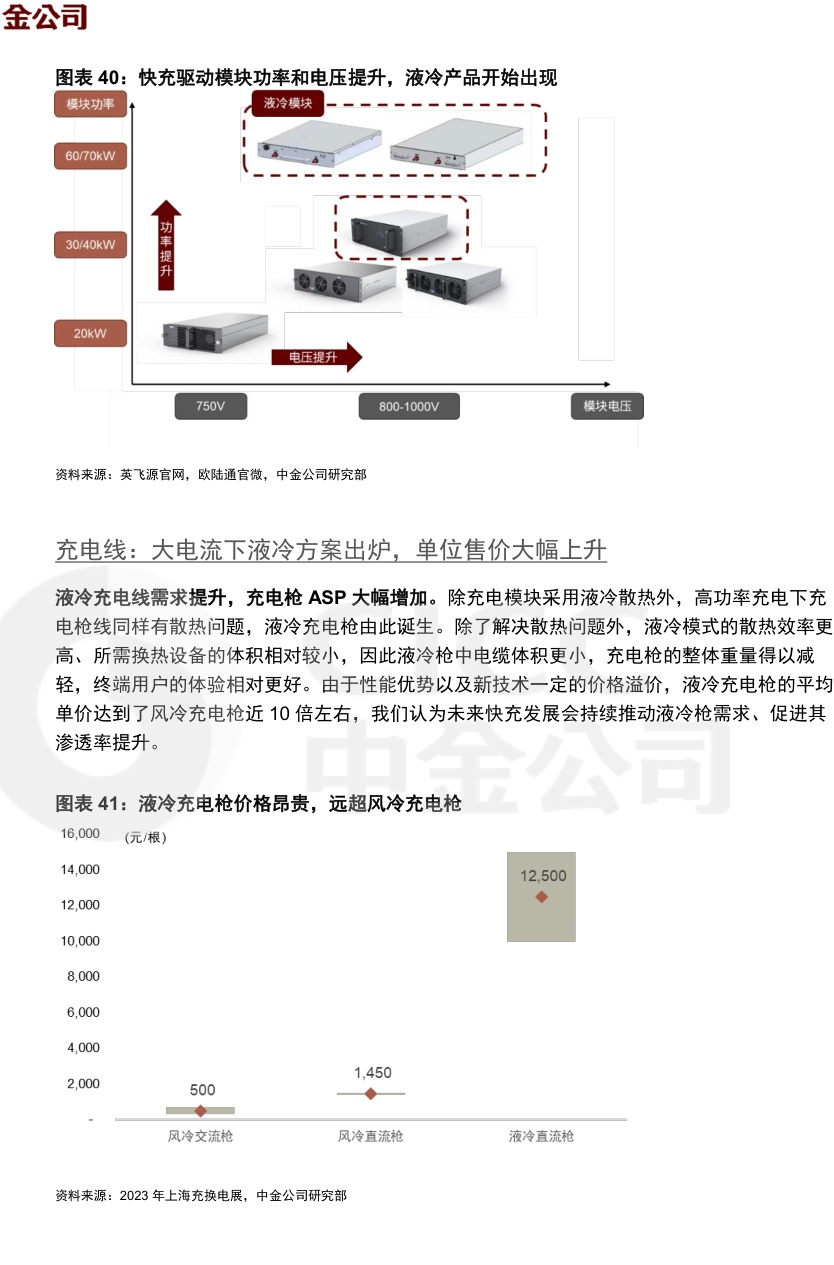 金公司
图表 40：快充驱动模块功率和电压提升，液冷产品开始出现
模块功率
液冷模块
60/70kW
功率提升
30/40kW
20kW
电压提升
750V
800-1000V
模块电压
资料来源：英飞源官网，欧陆通官微，中金公司研究部
充电线：大电流下液冷方案出炉，单位售价大幅上升
液冷充电线需求提升，充电枪 ASP 大幅增加。除充电模块采用液冷散热外，高功率充电下充
电枪线同样有散热问题，液冷充电枪由此诞生。除了解决散热问题外，液冷模式的散热效率更
高、所需换热设备的体积相对较小，因此液冷枪中电缆体积更小，充电枪的整体重量得以减
轻，终端用户的体验相对更好。由于性能优势以及新技术一定的价格溢价，液冷充电枪的平均
单价达到了风冷充电枪近 10 倍左右，我们认为未来快充发展会持续推动液冷枪需求、促进其
渗透率提升。
中金公司
图表 41：液冷充电枪价格昂贵，远超风冷充电枪
16,000
(元/根)
14,000
12,500
12,000
10,000
8,000
6,000
4,000
1,450
2,000
500
-
风冷交流枪
风冷直流枪
液冷直流枪
资料来源：2023 年上海充换电展，中金公司研究部